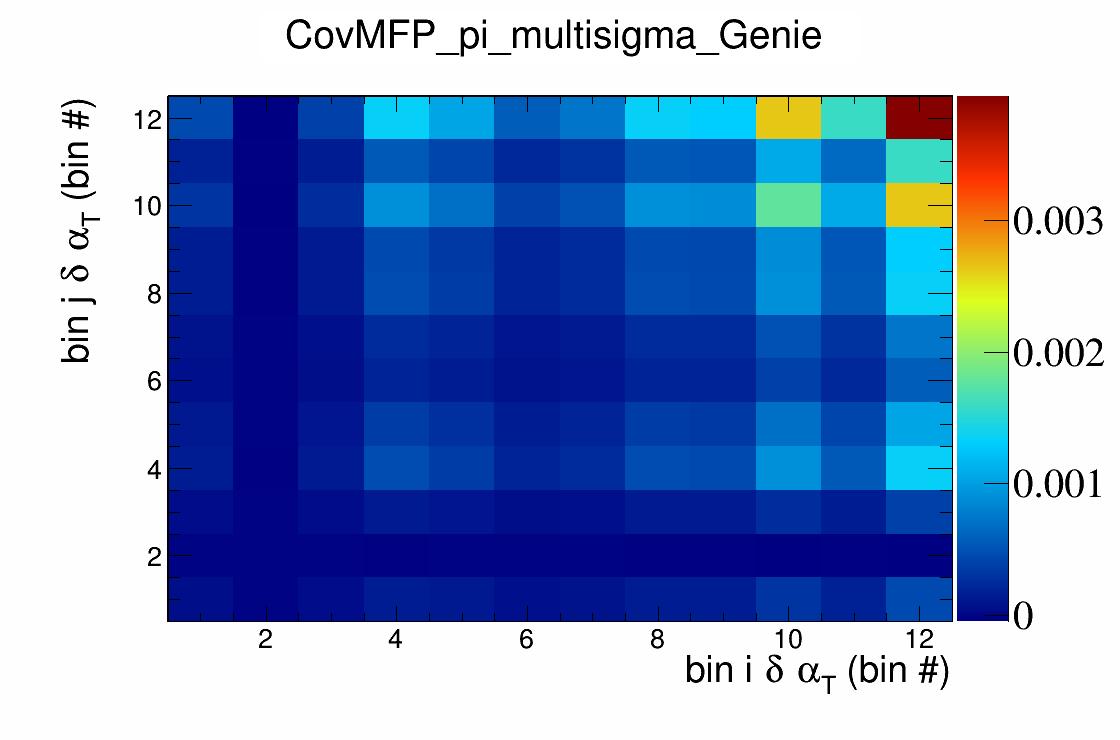 CovMFP_pi_multisigma_Genie
bin j δ α_T (bin #)
12
10
8
6
4
2
2 4 6 8 10 12
bin i δ α_T (bin #)
0.003
0.002
0.001
0